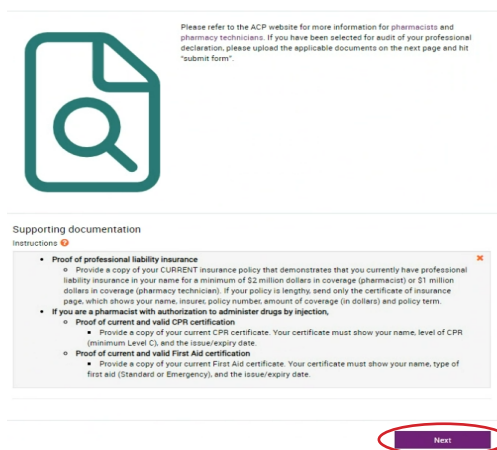 Please refer to the ACP website for more information for pharmacists and
pharmacy technicians. If you have been selected for audit of your professional
declaration, please upload the applicable documents on the next page and hit
"submit form".
Supporting documentation
Instructions ?
• Proof of professional liability insurance
o Provide a copy of your CURRENT insurance policy that demonstrates that you currently have professional
liability insurance in your name for a minimum of $2 million dollars in coverage (pharmacist) or $1 million
dollars in coverage (pharmacy technician). If your policy is lengthy, send only the certificate of insurance
page, which shows your name, insurer, policy number, amount of coverage (in dollars) and policy term.
• If you are a pharmacist with authorization to administer drugs by injection,
o Proof of current and valid CPR certification
▪ Provide a copy of your current CPR certificate. Your certificate must show your name, level of CPR
(minimum Level C), and the issue/expiry date.
o Proof of current and valid First Aid certification
▪ Provide a copy of your current First Aid certificate. Your certificate must show your name, type of
first aid (Standard or Emergency), and the issue/expiry date.
Next